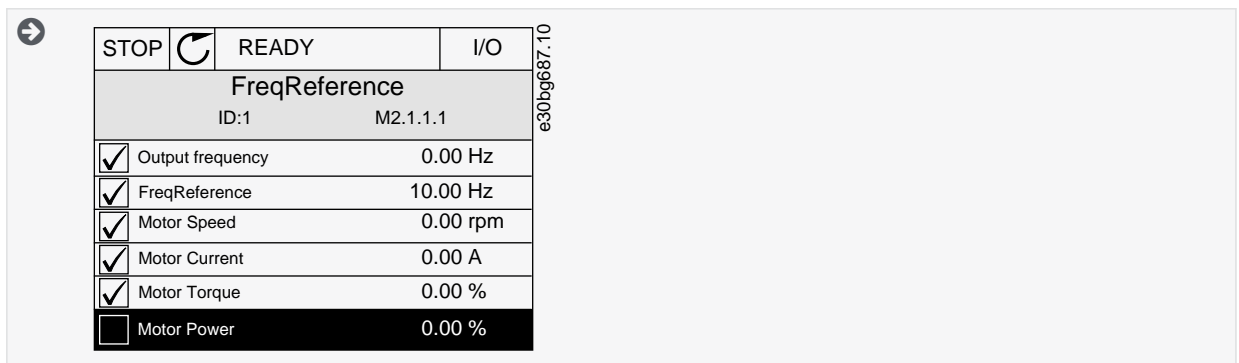 STOP READY I/O
FreqReference
ID:1 M2.1.1.1
Output frequency 0.00 Hz
FreqReference 10.00 Hz
Motor Speed 0.00 rpm
Motor Current 0.00 A
Motor Torque 0.00 %
Motor Power 0.00 %
e30bg687.10